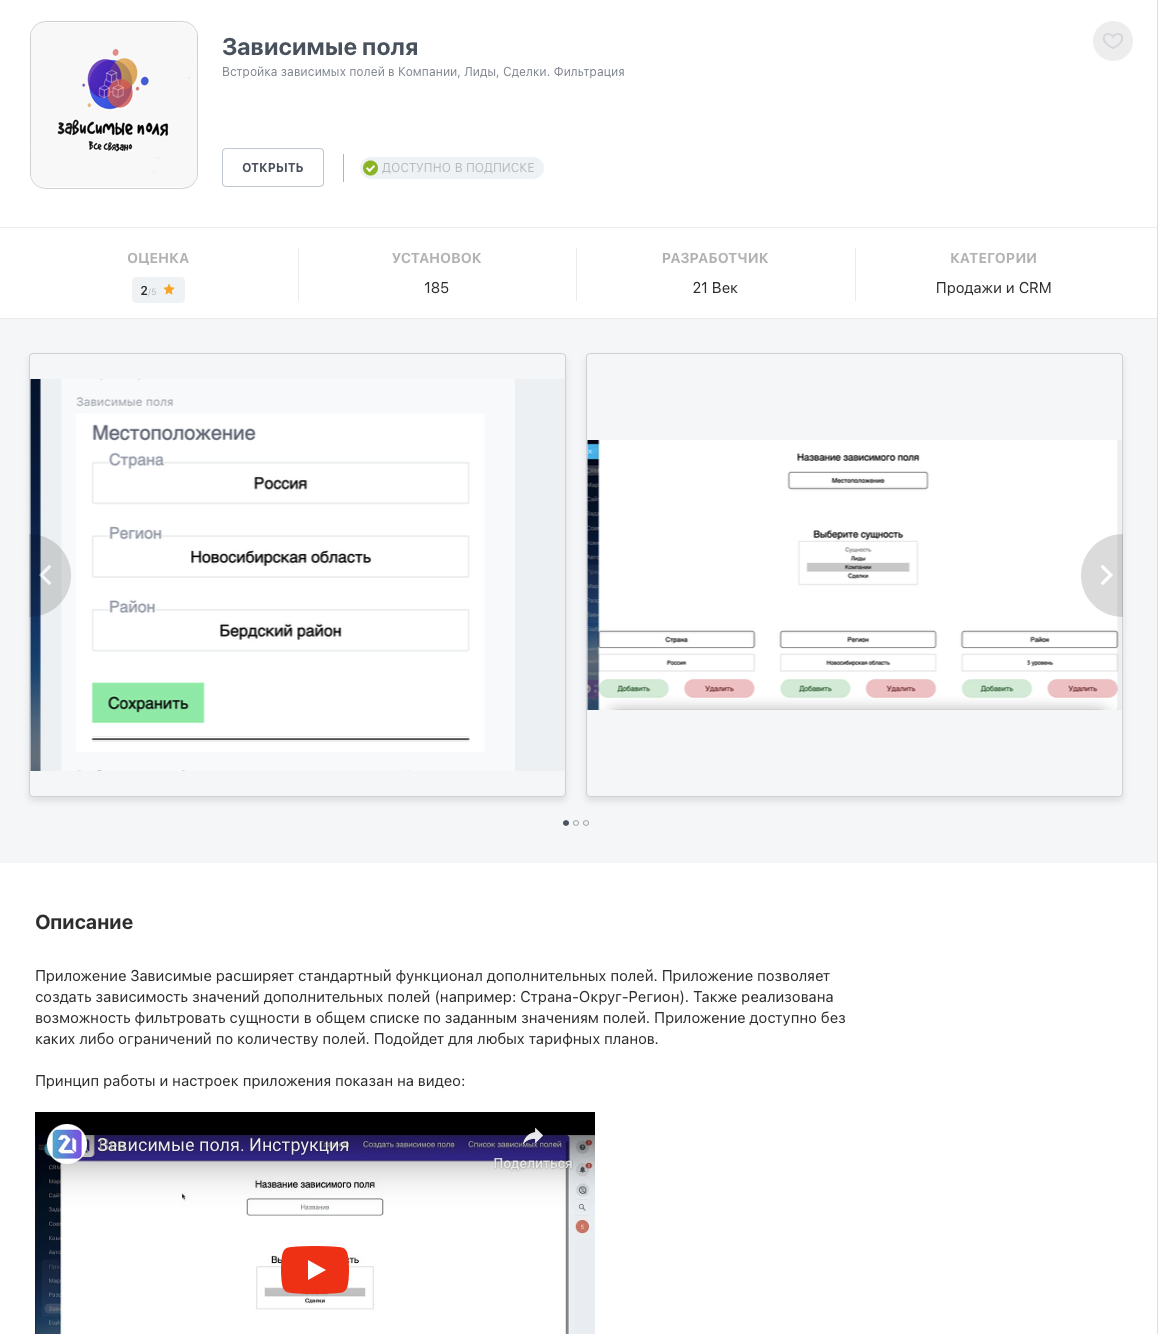 зависимые поля
Все связано
Зависимые поля
Встройка зависимых полей в Компании, Лиды, Сделки. Фильтрация
ОТКРЫТЬ
ДОСТУПНО В ПОДПИСКЕ
ОЦЕНКА
2/5
УСТАНОВОК
185
РАЗРАБОТЧИК
21 Век
КАТЕГОРИИ
Продажи и CRM
Зависимые поля
Местоположение
Страна
Россия
Регион
Новосибирская область
Район
Бердский район
Сохранить
Название зависимого поля
Местоположение
Выберите сущность
Сущность
Лиды
Компании
Сделки
Страна Регион Район
Россия Новосибирская область 3 уровень
Добавить Удалить Добавить Удалить Добавить Удалить
Описание
Приложение Зависимые расширяет стандартный функционал дополнительных полей. Приложение позволяет
создать зависимость значений дополнительных полей (например: Страна-Округ-Регион). Также реализована
возможность фильтровать сущности в общем списке по заданным значениям полей. Приложение доступно без
каких либо ограничений по количеству полей. Подойдет для любых тарифных планов.
Принцип работы и настроек приложения показан на видео:
21
Зависимые поля. Инструкция
Создать зависимое поле Список зависимых полей
Поделиться
Название зависимого поля
Название
Сделки